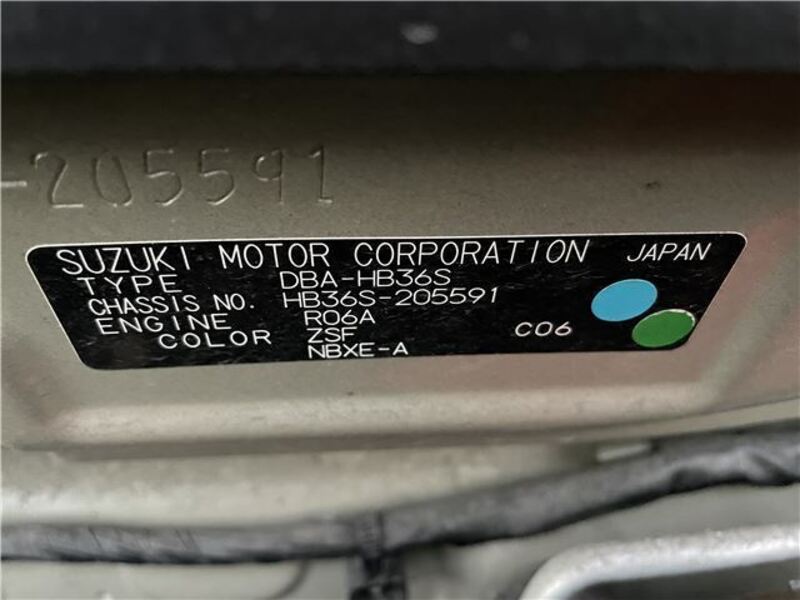 -205591
SUZUKI MOTOR CORPORATION JAPAN
TYPE DBA-HB36S
CHASSIS NO. HB36S-205591
ENGINE R06A
COLOR ZSF C06
NBXE-A